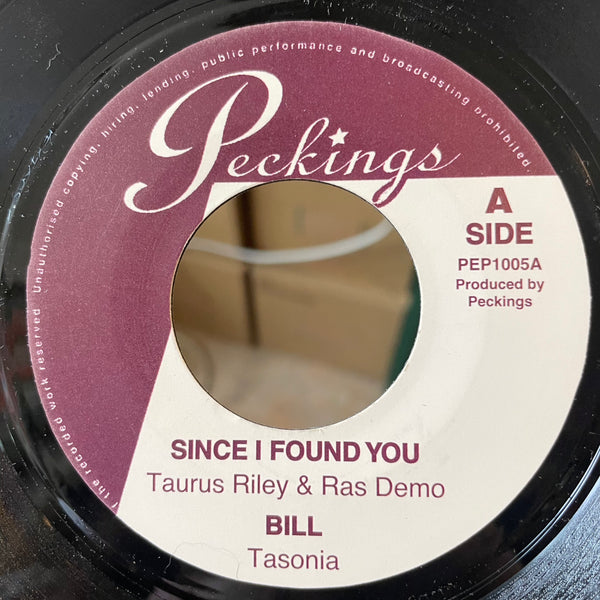 Unauthorised copying, hiring, lending, public performance and broadcasting prohibited.
the recorded work reserved
Peckings
A
SIDE
PEP1005A
Produced by
Peckings
SINCE I FOUND YOU
Taurus Riley & Ras Demo
BILL
Tasonia